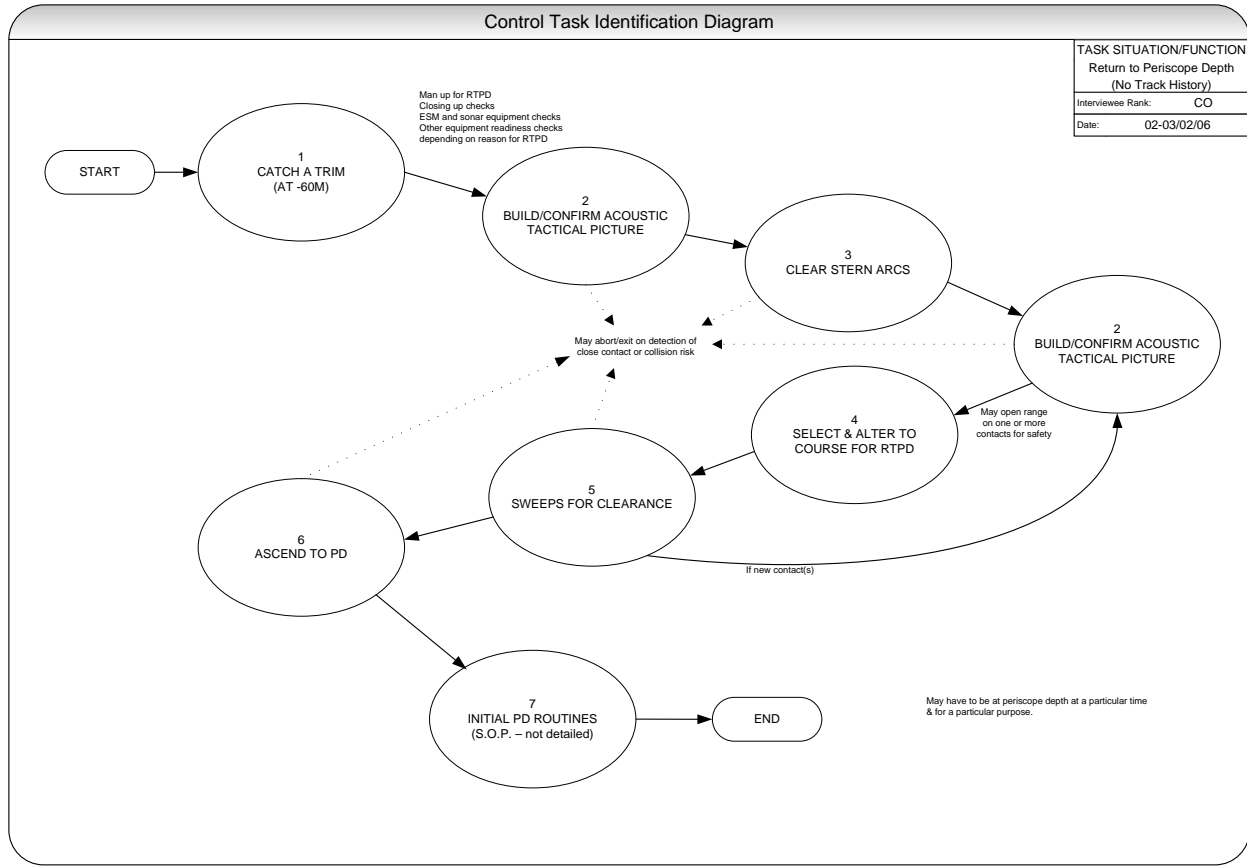 Control Task Identification Diagram
TASK SITUATION/FUNCTION
Return to Periscope Depth
(No Track History)
Interviewee Rank: CO
Date: 02-03/02/06
START
1
CATCH A TRIM
(AT -60M)
Man up for RTPD
Closing up checks
ESM and sonar equipment checks
Other equipment readiness checks
depending on reason for RTPD
2
BUILD/CONFIRM ACOUSTIC
TACTICAL PICTURE
3
CLEAR STERN ARCS
2
BUILD/CONFIRM ACOUSTIC
TACTICAL PICTURE
May abort/exit on detection of
close contact or collision risk
May open range
on one or more
contacts for safety
4
SELECT & ALTER TO
COURSE FOR RTPD
5
SWEEPS FOR CLEARANCE
If new contact(s)
6
ASCEND TO PD
7
INITIAL PD ROUTINES
(S.O.P. – not detailed)
END
May have to be at periscope depth at a particular time
& for a particular purpose.